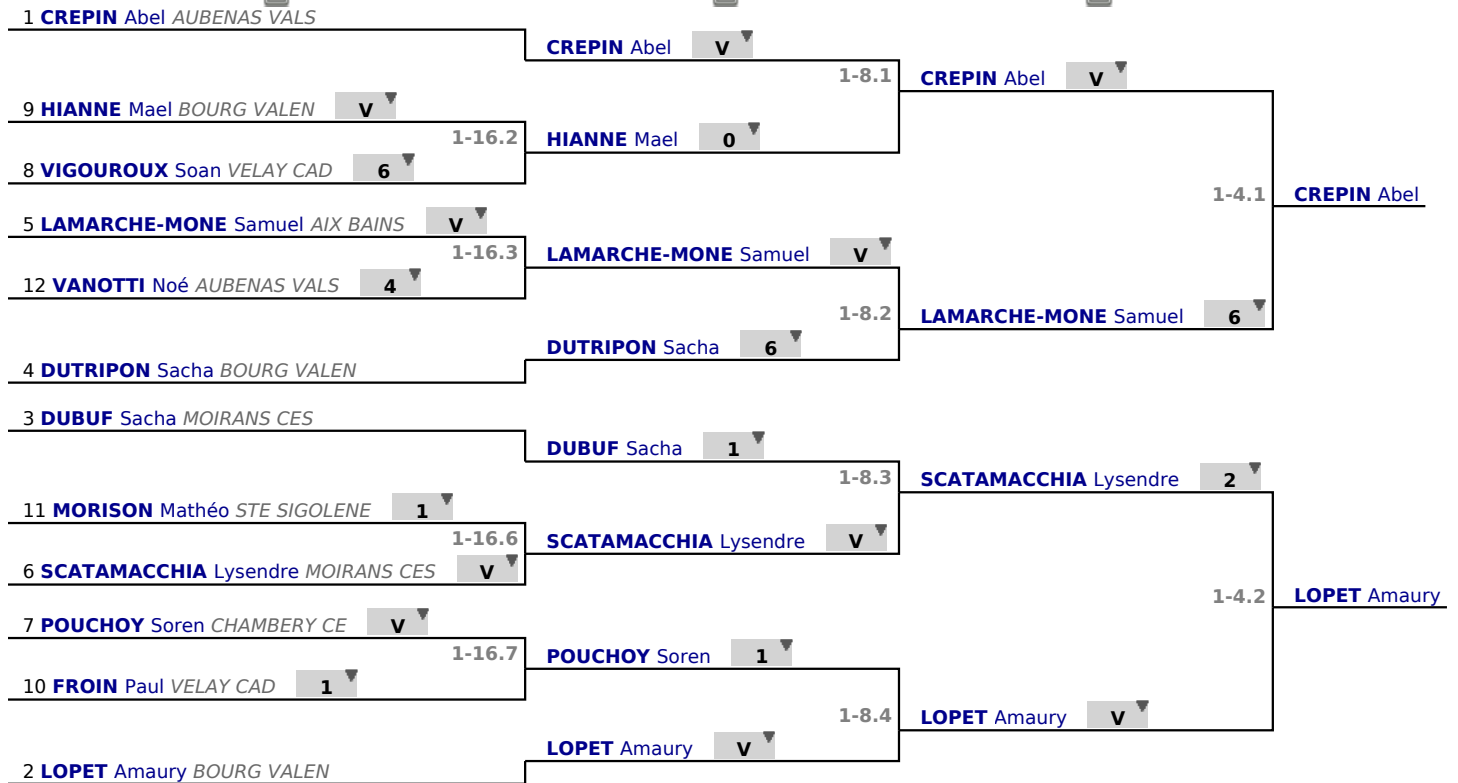 1 CREPIN Abel AUBENAS VALS
CREPIN Abel V
1-8.1
CREPIN Abel V
9 HIANNE Mael BOURG VALEN V
1-16.2
HIANNE Mael 0
8 VIGOUROUX Soan VELAY CAD 6
1-4.1
CREPIN Abel
5 LAMARCHE-MONE Samuel AIX BAINS V
1-16.3
LAMARCHE-MONE Samuel V
12 VANOTTI Noé AUBENAS VALS 4
1-8.2
LAMARCHE-MONE Samuel 6
DUTRIPON Sacha 6
4 DUTRIPON Sacha BOURG VALEN
3 DUBUF Sacha MOIRANS CES
DUBUF Sacha 1
1-8.3
SCATAMACCHIA Lysendre 2
11 MORISON Mathéo STE SIGOLENE 1
1-16.6
SCATAMACCHIA Lysendre V
6 SCATAMACCHIA Lysendre MOIRANS CES V
1-4.2
LOPET Amaury
7 POUCHOY Soren CHAMBERY CE V
1-16.7
POUCHOY Soren 1
10 FROIN Paul VELAY CAD 1
1-8.4
LOPET Amaury V
LOPET Amaury V
2 LOPET Amaury BOURG VALEN